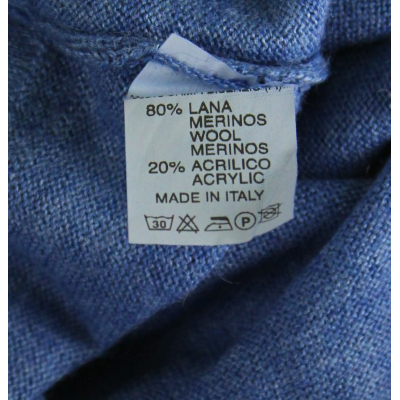 80% LANA
MERINOS
WOOL
MERINOS
20% ACRILICO
ACRYLIC
MADE IN ITALY
30 P